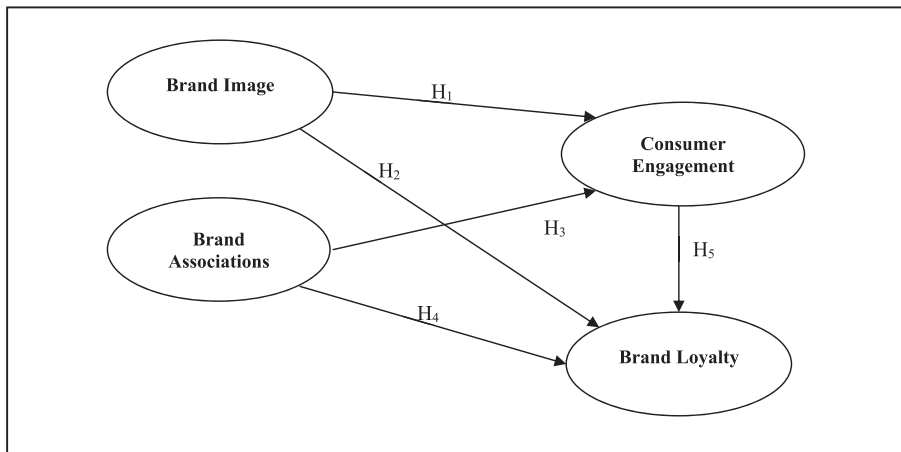 Brand Image
H₁
Consumer
Engagement
H₂
H₃
Brand
Associations
H₅
H₄
Brand Loyalty